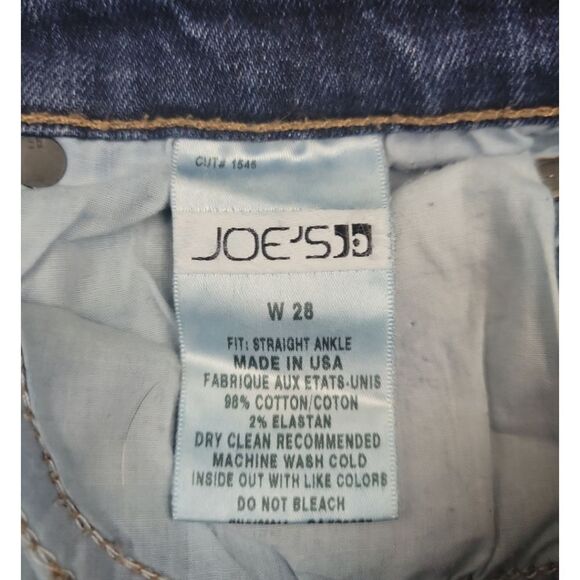 CUT# 1546
JOE'S
W 28
FIT: STRAIGHT ANKLE
MADE IN USA
FABRIQUE AUX ETATS-UNIS
98% COTTON/COTON
2% ELASTAN
DRY CLEAN RECOMMENDED
MACHINE WASH COLD
INSIDE OUT WITH LIKE COLORS
DO NOT BLEACH